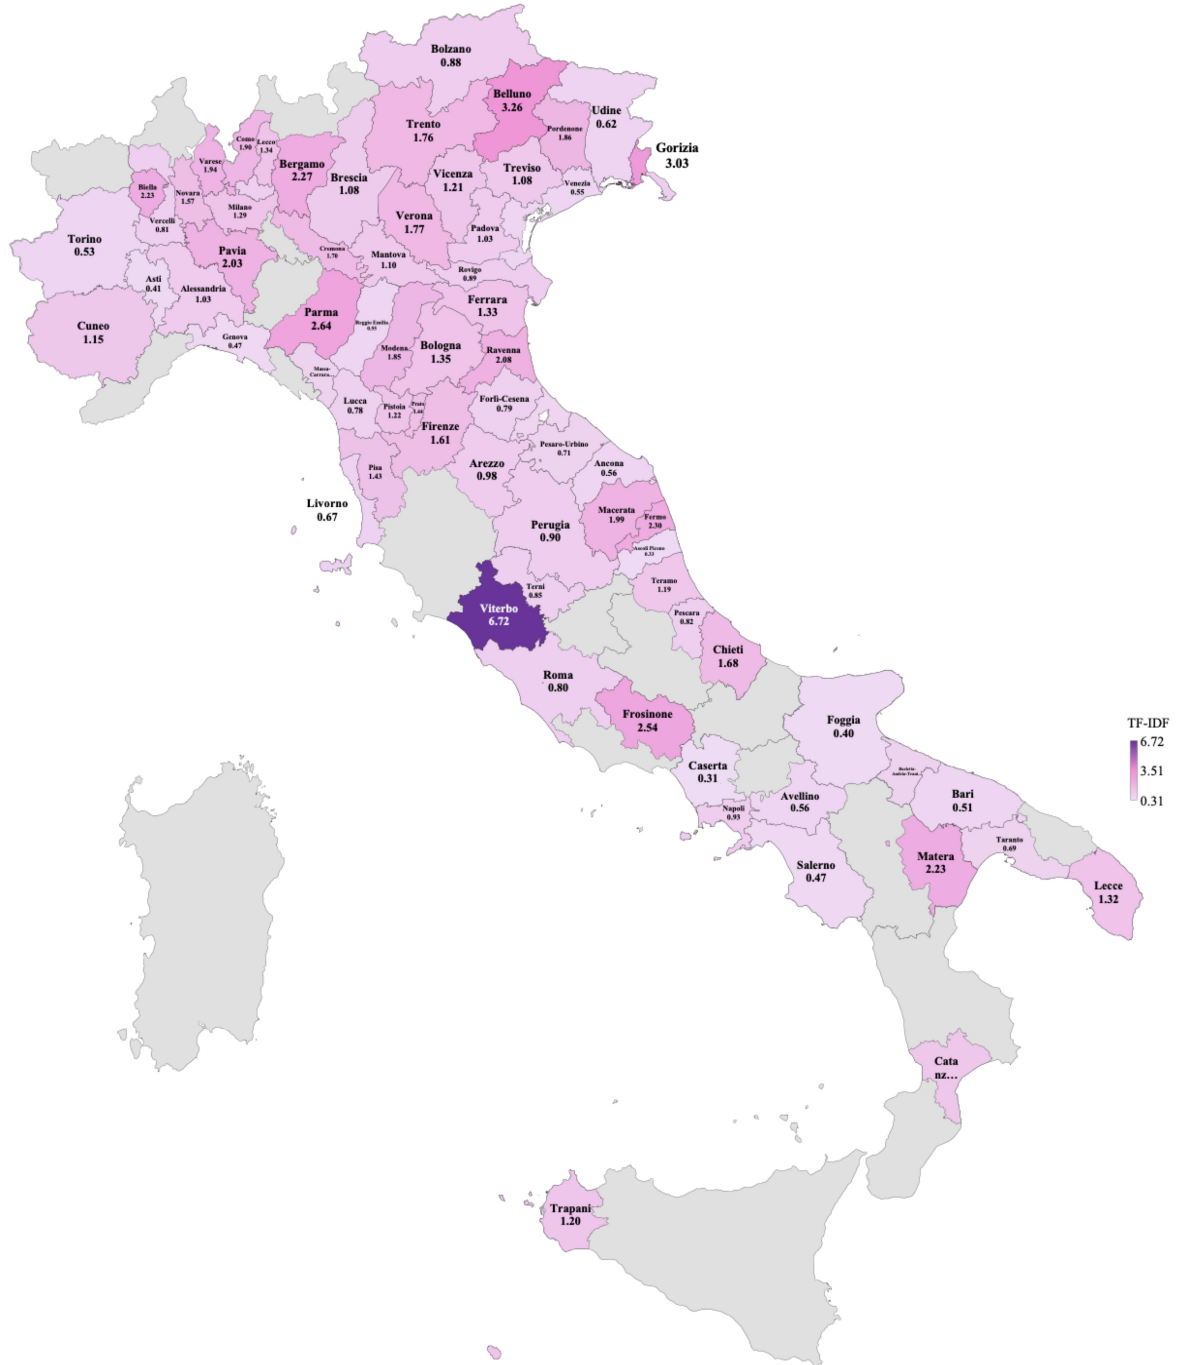 Bolzano
0.88
Belluno
3.26
Udine
0.62
Trento
1.76
Pordenone
1.86
Gorizia
3.03
Como
1.90
Lecco
1.34
Varese
1.94
Bergamo
2.27
Brescia
1.08
Vicenza
1.21
Treviso
1.08
Venezia
0.55
Biella
2.23
Novara
1.57
Milano
1.29
Verona
1.77
Padova
1.03
Vercelli
0.81
Torino
0.53
Pavia
2.03
Cremona
1.70
Mantova
1.10
Rovigo
0.89
Asti
0.41
Alessandria
1.03
Ferrara
1.33
Parma
2.64
Reggio Emilia
Cuneo
1.15
Genova
0.47
Modena
1.85
Bologna
1.35
Ravenna
2.08
Massa-
Carrara...
Lucca
0.78
Pistoia
1.22
Prato
Forlì-Cesena
0.79
Firenze
1.61
Pesaro-Urbino
0.71
Pisa
1.43
Arezzo
0.98
Ancona
0.56
Livorno
0.67
Macerata
1.99
Fermo
2.30
Perugia
0.90
Ascoli Piceno
Teramo
1.19
Terni
0.85
Viterbo
6.72
Pescara
0.82
Chieti
1.68
Roma
0.80
Frosinone
2.54
Foggia
0.40
TF-IDF
6.72
3.51
0.31
Caserta
0.31
Barletta-
Andria-Trani...
Napoli
0.93
Avellino
0.56
Bari
0.51
Salerno
0.47
Matera
2.23
Taranto
0.69
Lecce
1.32
Cata
nz...
Trapani
1.20